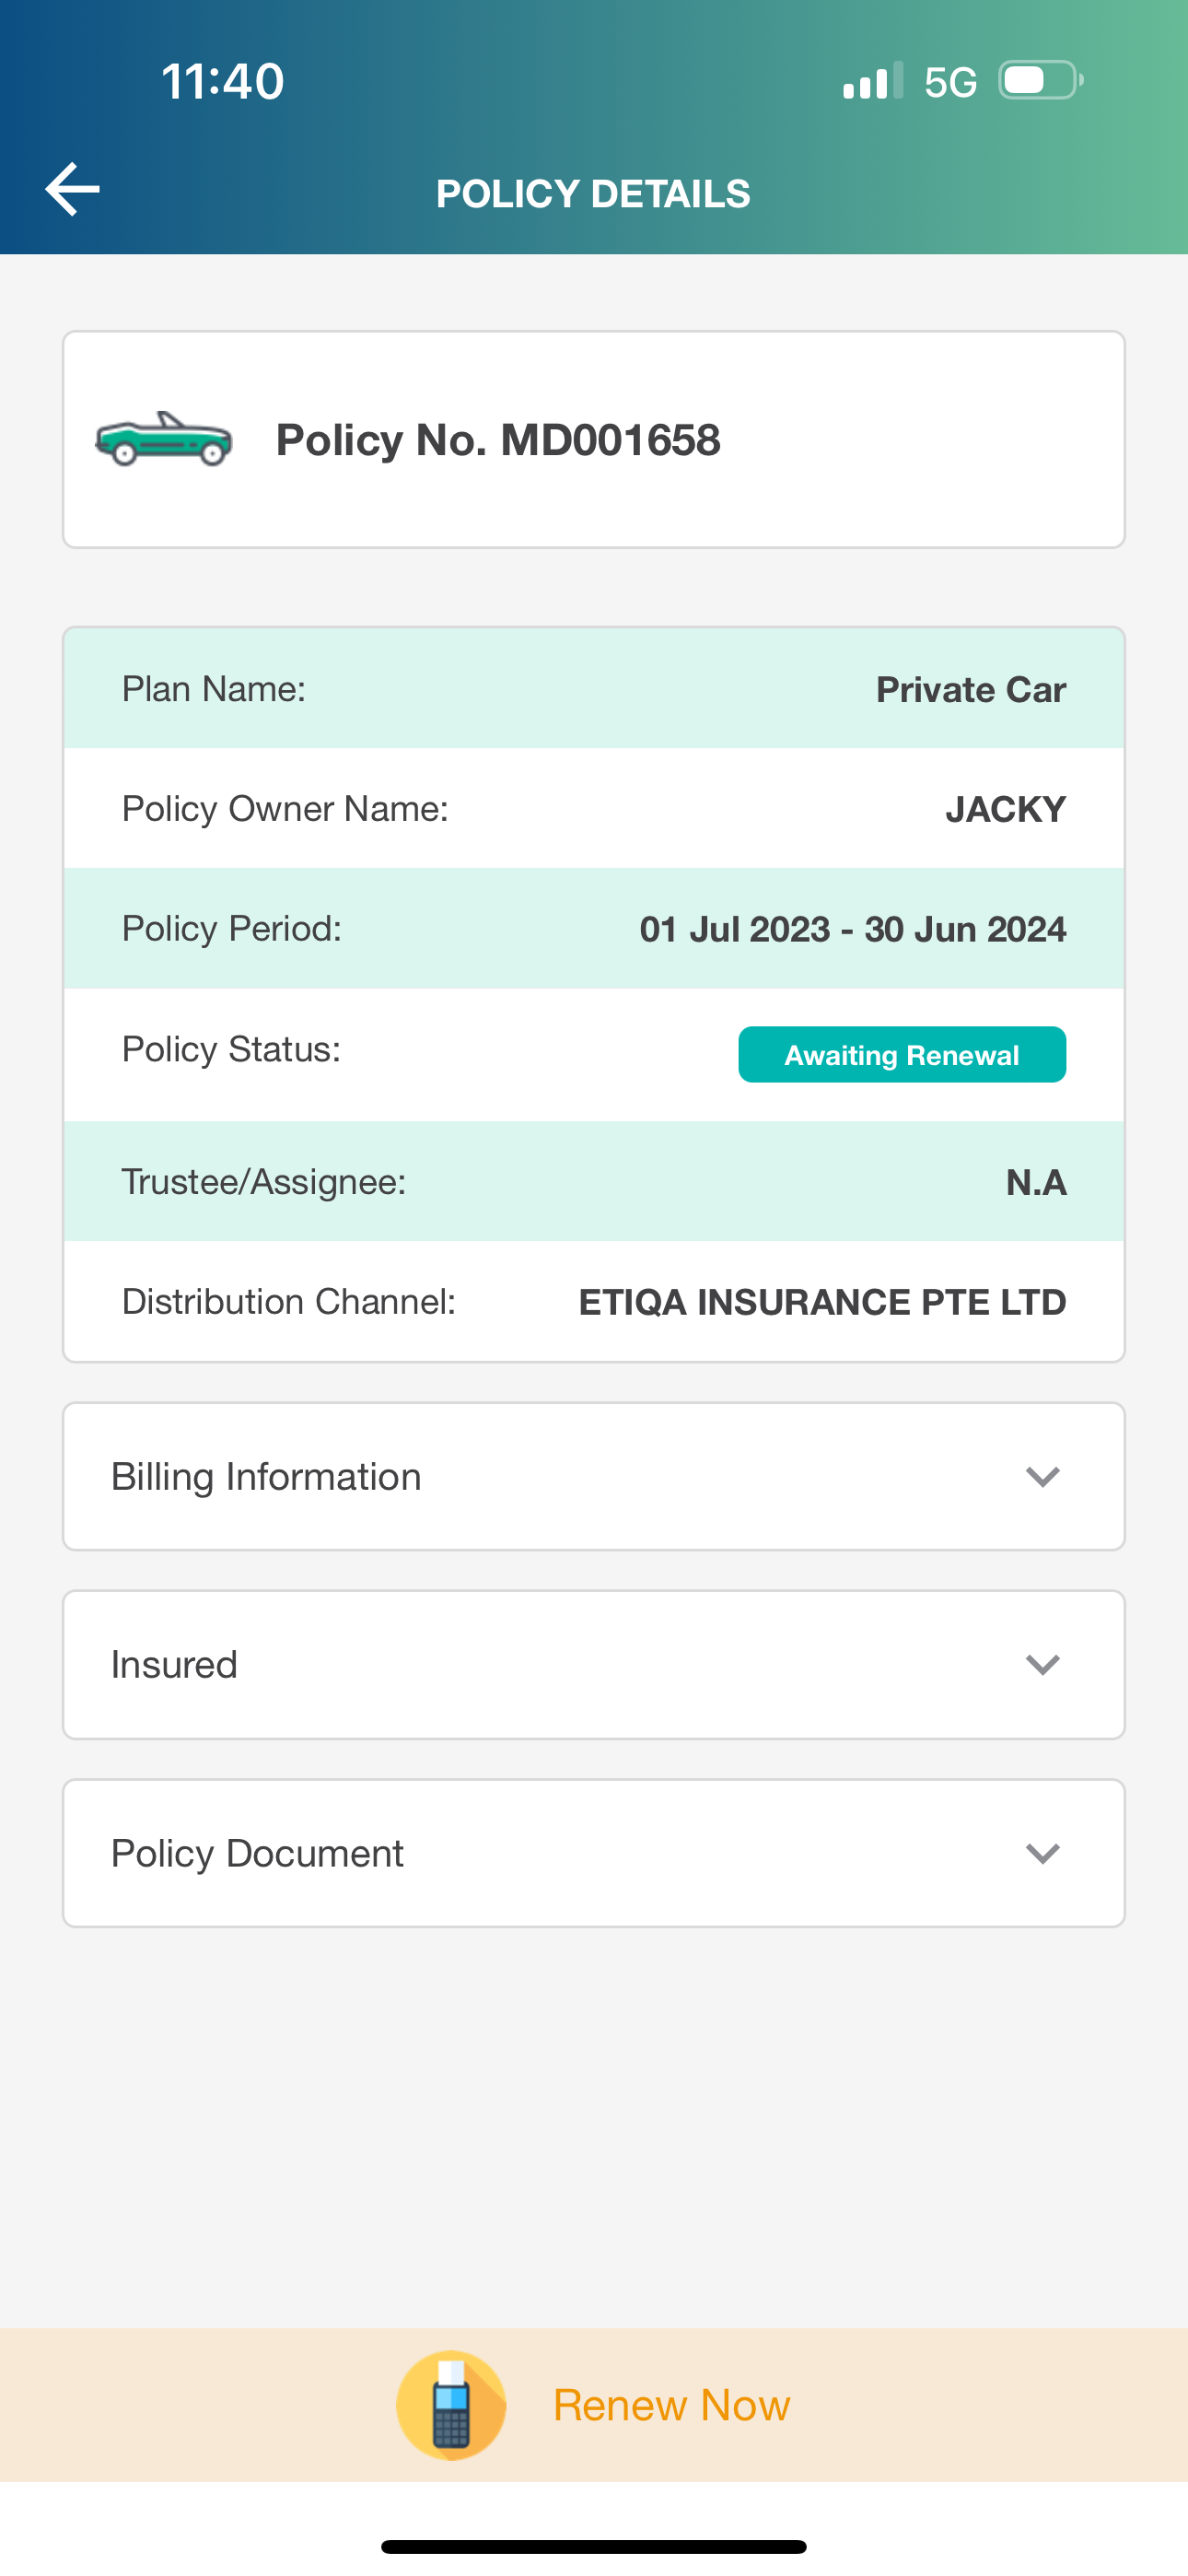 11:40
5G
POLICY DETAILS
Policy No. MD001658
Plan Name: Private Car
Policy Owner Name: JACKY
Policy Period: 01 Jul 2023 - 30 Jun 2024
Policy Status: Awaiting Renewal
Trustee/Assignee: N.A
Distribution Channel: ETIQA INSURANCE PTE LTD
Billing Information
Insured
Policy Document
Renew Now